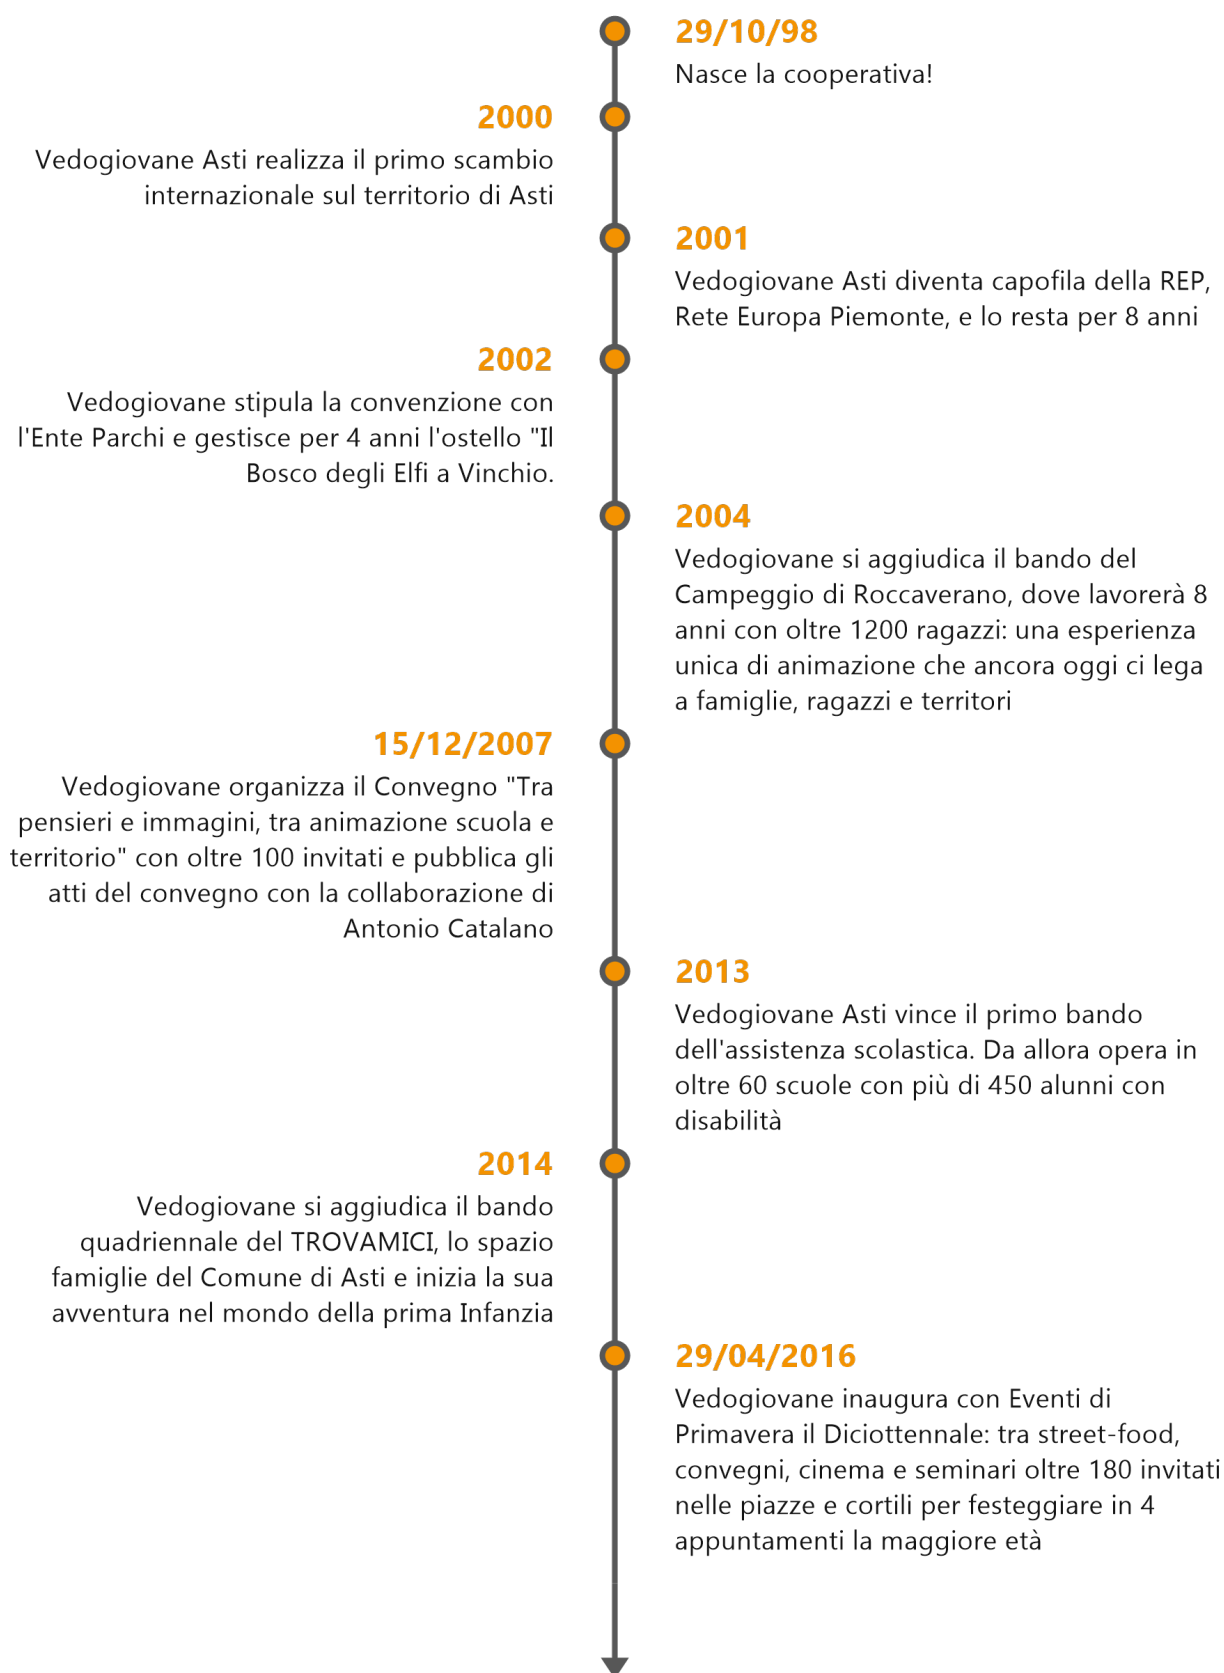 29/10/98
Nasce la cooperativa!
2000
Vedogiovane Asti realizza il primo scambio
internazionale sul territorio di Asti
2001
Vedogiovane Asti diventa capofila della REP,
Rete Europa Piemonte, e lo resta per 8 anni
2002
Vedogiovane stipula la convenzione con
l'Ente Parchi e gestisce per 4 anni l'ostello "Il
Bosco degli Elfi a Vinchio.
2004
Vedogiovane si aggiudica il bando del
Campeggio di Roccaverano, dove lavorerà 8
anni con oltre 1200 ragazzi: una esperienza
unica di animazione che ancora oggi ci lega
a famiglie, ragazzi e territori
15/12/2007
Vedogiovane organizza il Convegno "Tra
pensieri e immagini, tra animazione scuola e
territorio" con oltre 100 invitati e pubblica gli
atti del convegno con la collaborazione di
Antonio Catalano
2013
Vedogiovane Asti vince il primo bando
dell'assistenza scolastica. Da allora opera in
oltre 60 scuole con più di 450 alunni con
disabilità
2014
Vedogiovane si aggiudica il bando
quadriennale del TROVAMICI, lo spazio
famiglie del Comune di Asti e inizia la sua
avventura nel mondo della prima Infanzia
29/04/2016
Vedogiovane inaugura con Eventi di
Primavera il Diciottennale: tra street-food,
convegni, cinema e seminari oltre 180 invitati
nelle piazze e cortili per festeggiare in 4
appuntamenti la maggiore età